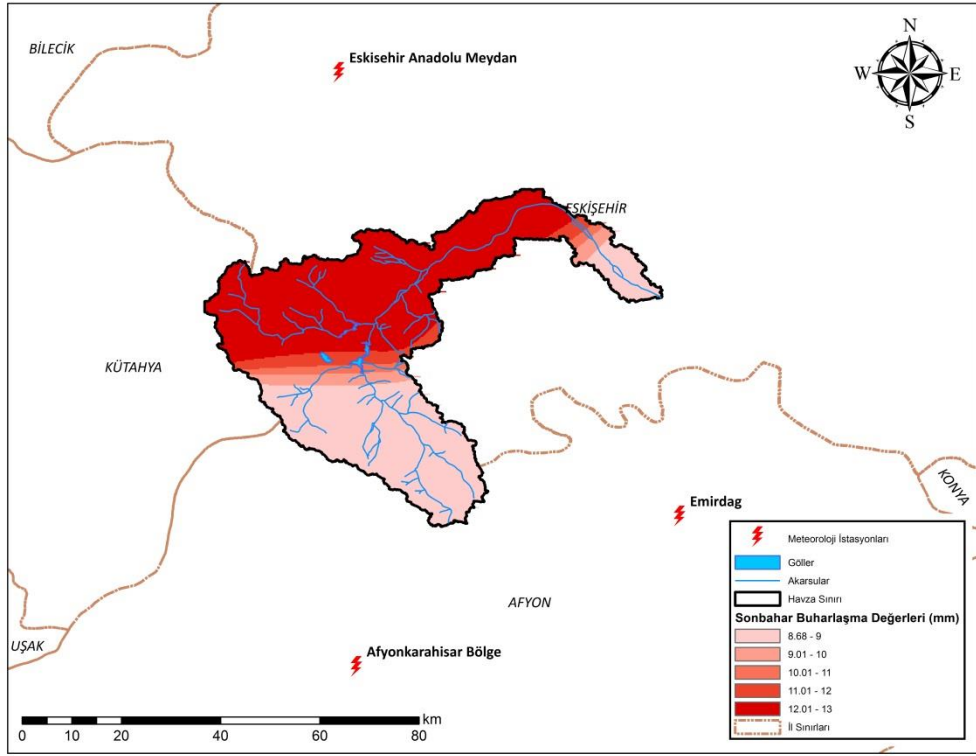 BİLECİK
Eskisehir Anadolu Meydan
N
W
E
S
ESKİŞEHİR
KÜTAHYA
KONYA
Emirdag
AFYON
UŞAK
Afyonkarahisar Bölge
km
0 10 20 40 60 80
Meteoroloji İstasyonları
Göller
Akarsular
Havza Sınırı
Sonbahar Buharlaşma Değerleri (mm)
8.68 - 9
9.01 - 10
10.01 - 11
11.01 - 12
12.01 - 13
İl Sınırları